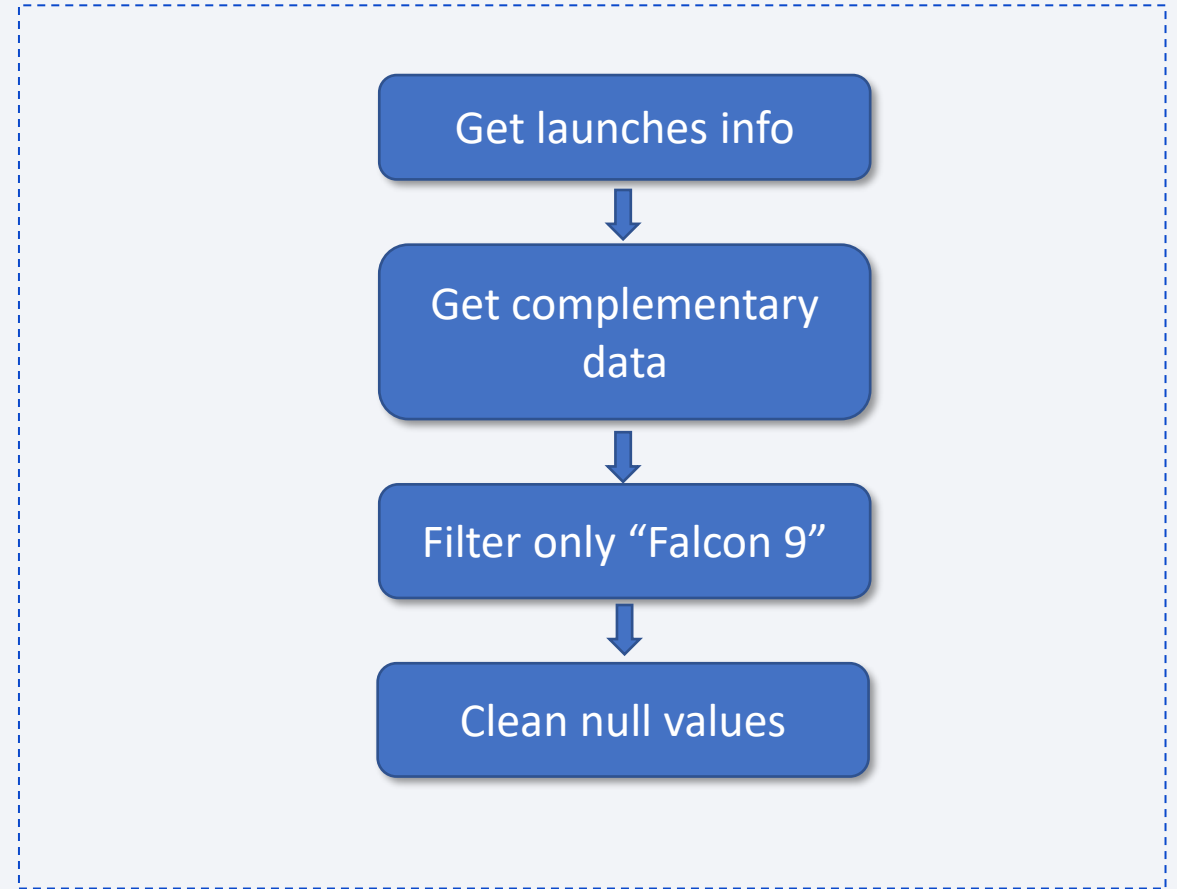 Get launches info
Get complementary
data
Filter only “Falcon 9”
Clean null values